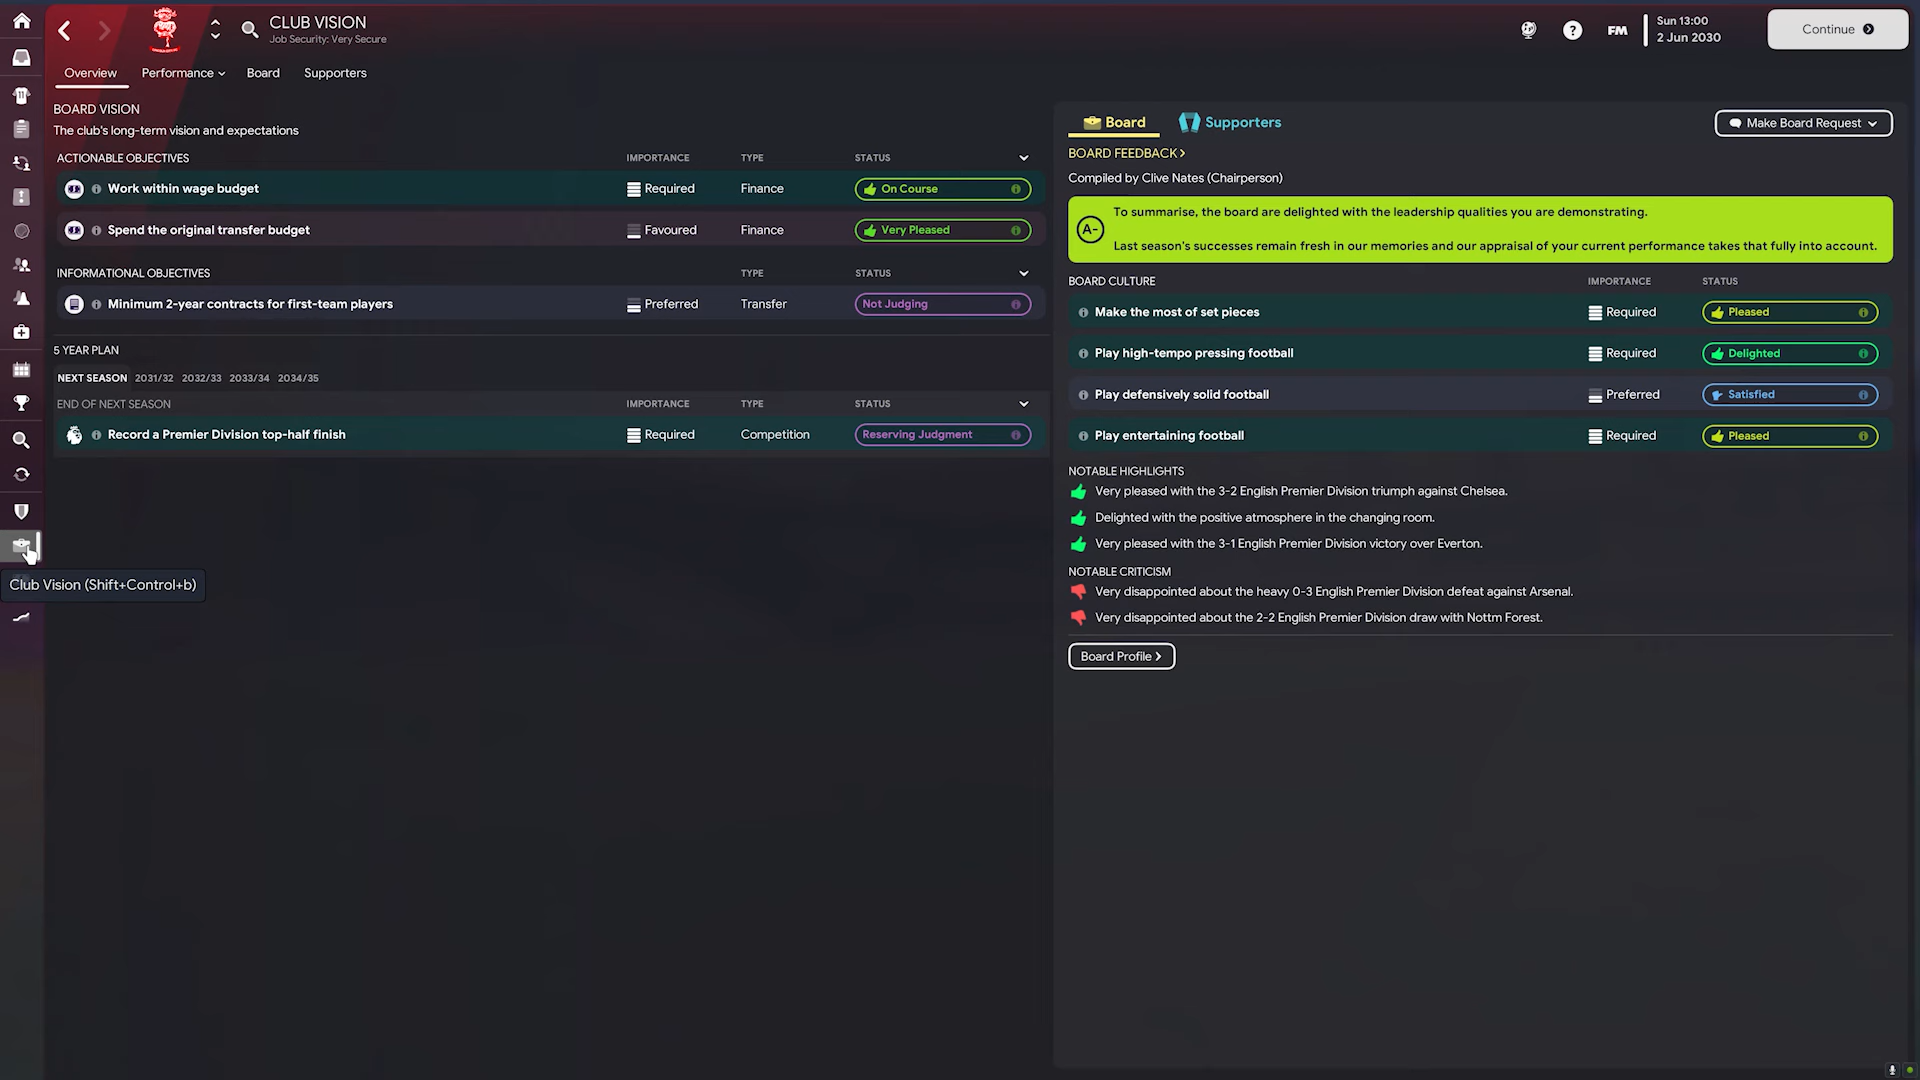 CLUB VISION
Job Security: Very Secure
FM
Sun 13:00
2 Jun 2030
Continue
Overview
Performance
Board
Supporters
BOARD VISION
The club's long-term vision and expectations
ACTIONABLE OBJECTIVES IMPORTANCE TYPE STATUS
Work within wage budget Required Finance On Course
Spend the original transfer budget Favoured Finance Very Pleased
INFORMATIONAL OBJECTIVES TYPE STATUS
Minimum 2-year contracts for first-team players Preferred Transfer Not Judging
5 YEAR PLAN
NEXT SEASON 2031/32 2032/33 2033/34 2034/35
END OF NEXT SEASON IMPORTANCE TYPE STATUS
Record a Premier Division top-half finish Required Competition Reserving Judgment
Club Vision (Shift+Control+b)
Board Supporters
Make Board Request
BOARD FEEDBACK >
Compiled by Clive Nates (Chairperson)
A-
To summarise, the board are delighted with the leadership qualities you are demonstrating.
Last season's successes remain fresh in our memories and our appraisal of your current performance takes that fully into account.
BOARD CULTURE IMPORTANCE STATUS
Make the most of set pieces Required Pleased
Play high-tempo pressing football Required Delighted
Play defensively solid football Preferred Satisfied
Play entertaining football Required Pleased
NOTABLE HIGHLIGHTS
Very pleased with the 3-2 English Premier Division triumph against Chelsea.
Delighted with the positive atmosphere in the changing room.
Very pleased with the 3-1 English Premier Division victory over Everton.
NOTABLE CRITICISM
Very disappointed about the heavy 0-3 English Premier Division defeat against Arsenal.
Very disappointed about the 2-2 English Premier Division draw with Nottm Forest.
Board Profile >